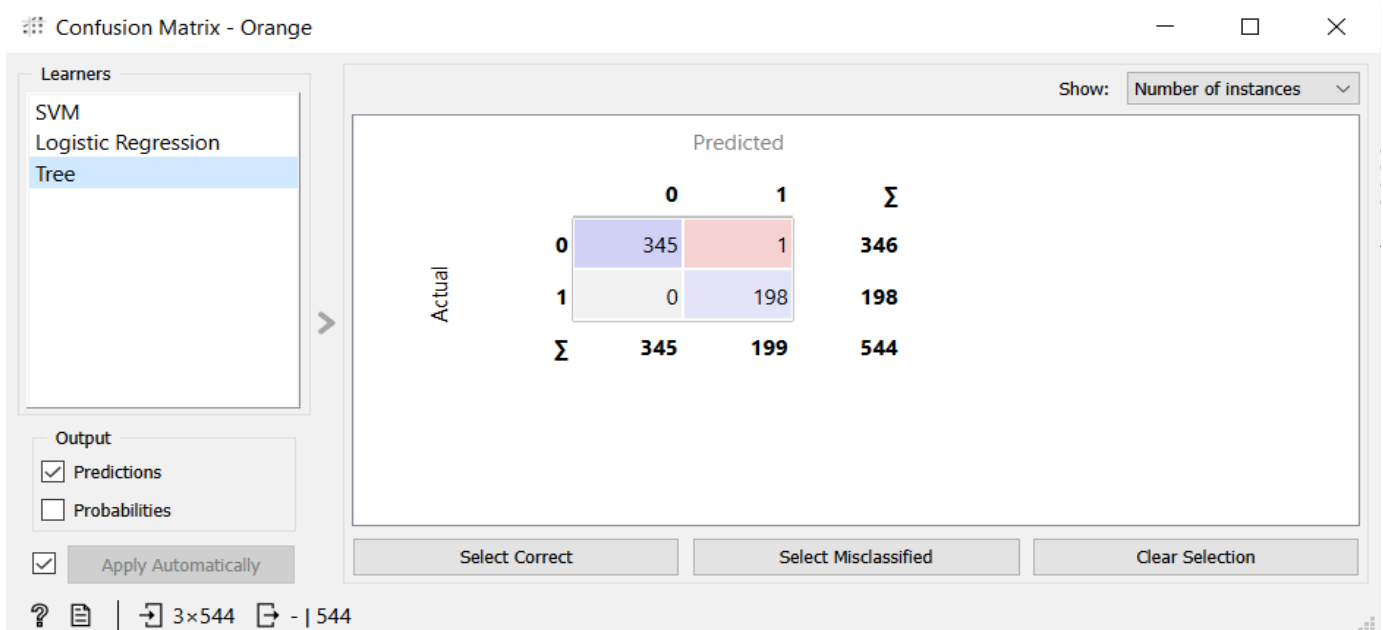 Confusion Matrix - Orange
Learners
SVM
Logistic Regression
Tree
Output
Predictions
Probabilities
Apply Automatically
Show: Number of instances
Predicted
0 1 Σ
0 345 1 346
Actual
1 0 198 198
Σ 345 199 544
Select Correct Select Misclassified Clear Selection
? 3×544 - | 544